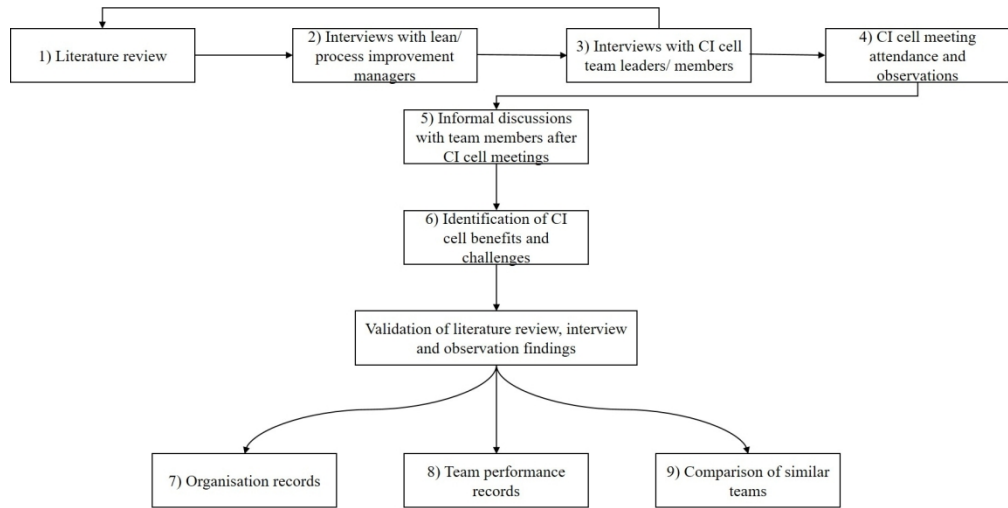 1) Literature review
2) Interviews with lean/
process improvement
managers
3) Interviews with CI cell
team leaders/ members
4) CI cell meeting
attendance and
observations
5) Informal discussions
with team members after
CI cell meetings
6) Identification of CI
cell benefits and
challenges
Validation of literature review, interview
and observation findings
7) Organisation records
8) Team performance
records
9) Comparison of similar
teams